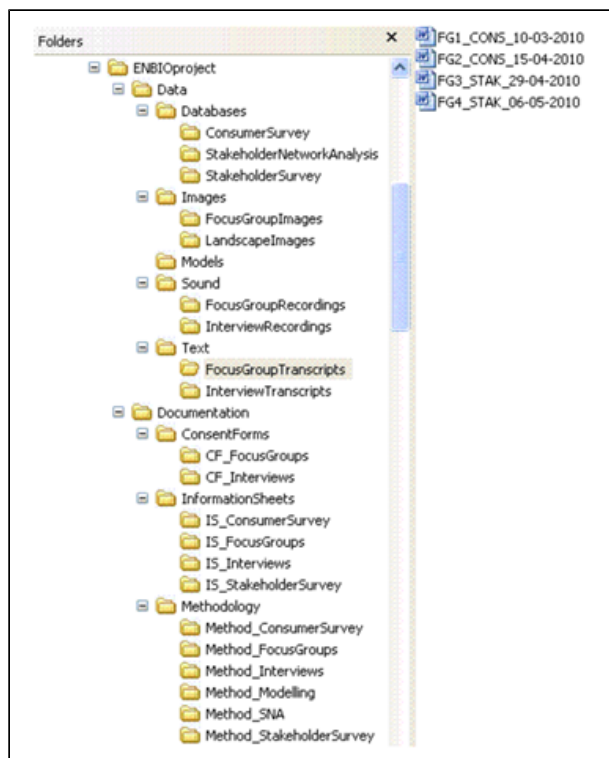 Folders
ENBIOproject
Data
Databases
ConsumerSurvey
StakeholderNetworkAnalysis
StakeholderSurvey
Images
FocusGroupImages
LandscapeImages
Models
Sound
FocusGroupRecordings
InterviewRecordings
Text
FocusGroupTranscripts
InterviewTranscripts
Documentation
ConsentForms
CF_FocusGroups
CF_Interviews
InformationSheets
IS_ConsumerSurvey
IS_FocusGroups
IS_Interviews
IS_StakeholderSurvey
Methodology
Method_ConsumerSurvey
Method_FocusGroups
Method_Interviews
Method_Modelling
Method_SNA
Method_StakeholderSurvey
FG1_CONS_10-03-2010
FG2_CONS_15-04-2010
FG3_STAK_29-04-2010
FG4_STAK_06-05-2010